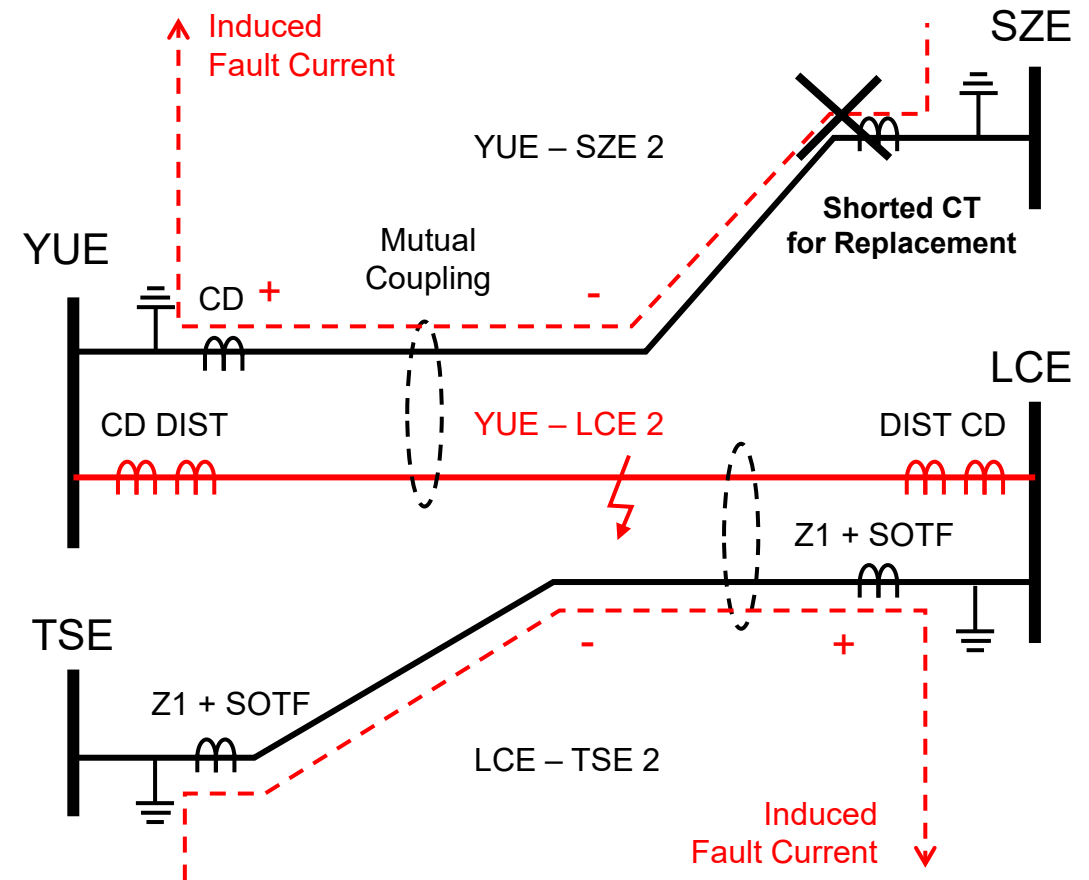 Induced
Fault Current
SZE
YUE – SZE 2
Shorted CT
for Replacement
YUE
Mutual
Coupling
CD
+
-
LCE
CD DIST
YUE – LCE 2
DIST CD
Z1 + SOTF
TSE
-
+
Z1 + SOTF
LCE – TSE 2
Induced
Fault Current